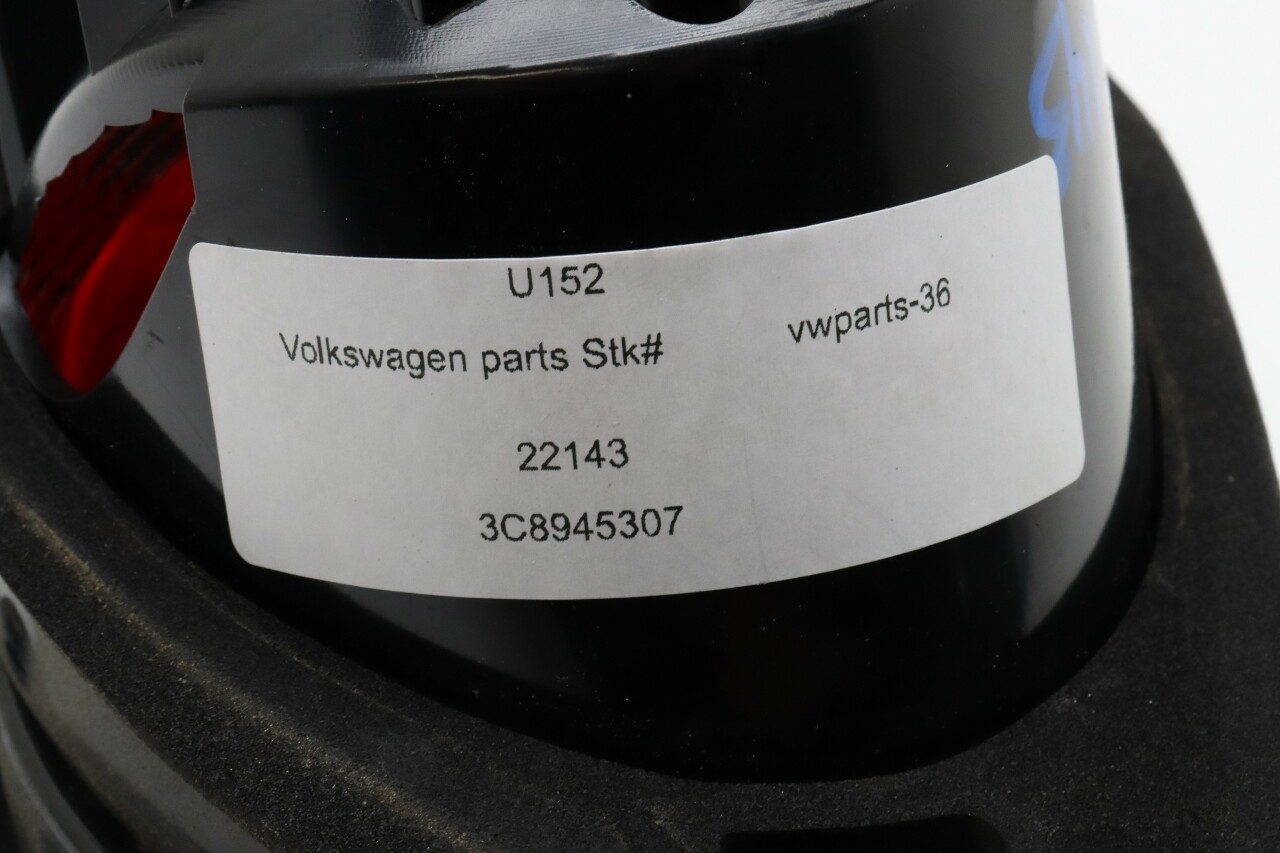 U152
Volkswagen parts Stk# vwparts-36
22143
3C8945307